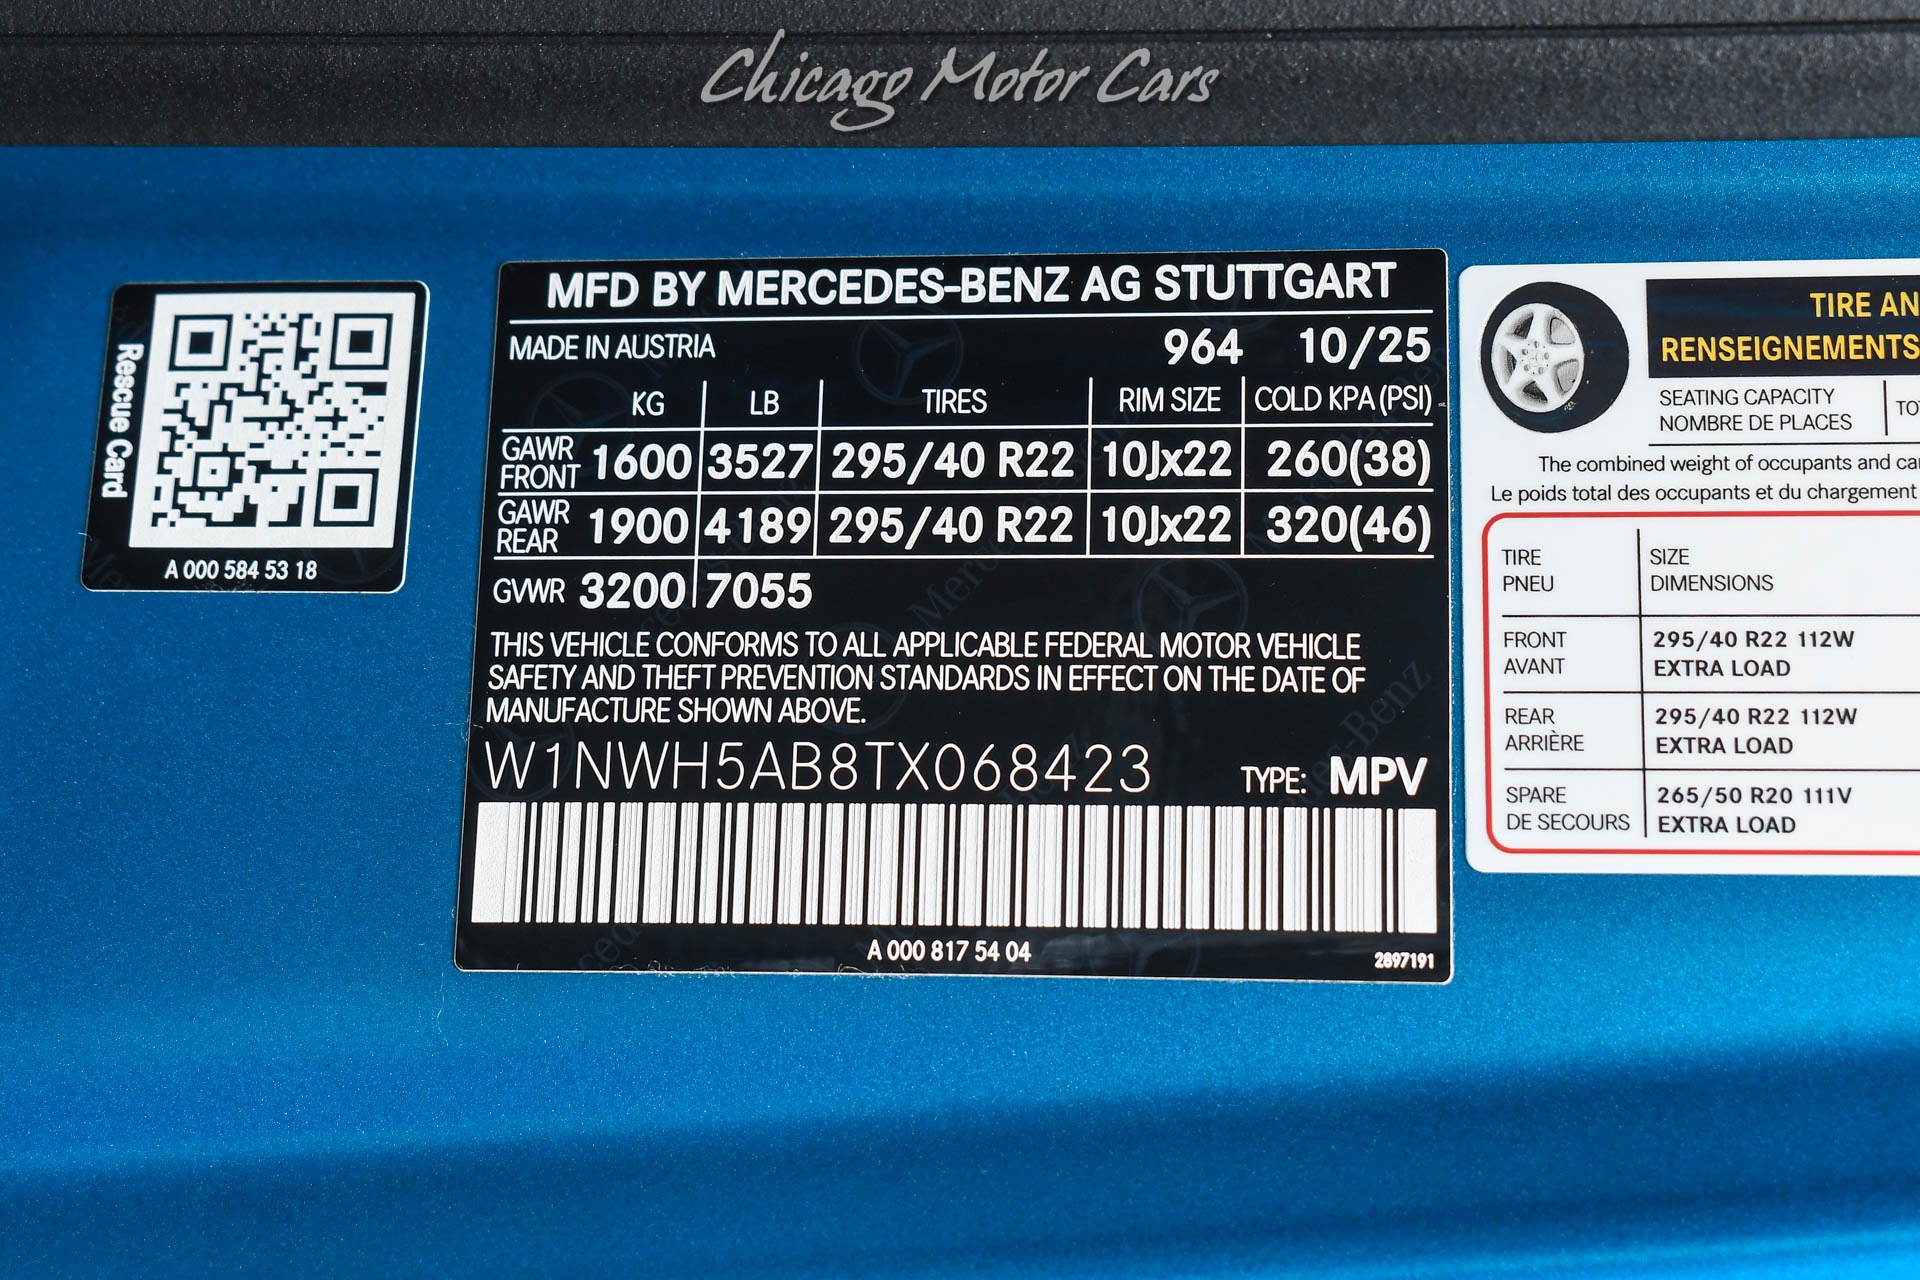 Chicago Motor Cars
Rescue Card
A 000 584 53 18
MFD BY MERCEDES-BENZ AG STUTTGART
MADE IN AUSTRIA 964 10/25
KG LB TIRES RIM SIZE COLD KPA (PSI)
GAWR FRONT 1600 3527 295/40 R22 10Jx22 260(38)
GAWR REAR 1900 4189 295/40 R22 10Jx22 320(46)
GVWR 3200 7055
THIS VEHICLE CONFORMS TO ALL APPLICABLE FEDERAL MOTOR VEHICLE
SAFETY AND THEFT PREVENTION STANDARDS IN EFFECT ON THE DATE OF
MANUFACTURE SHOWN ABOVE.
W1NWH5AB8TX068423 TYPE: MPV
A 000 817 54 04
2897191
TIRE AN
RENSEIGNEMENTS
SEATING CAPACITY
NOMBRE DE PLACES
TO
The combined weight of occupants and ca
Le poids total des occupants et du chargement
TIRE SIZE
PNEU DIMENSIONS
FRONT 295/40 R22 112W
AVANT EXTRA LOAD
REAR 295/40 R22 112W
ARRIÈRE EXTRA LOAD
SPARE 265/50 R20 111V
DE SECOURS EXTRA LOAD